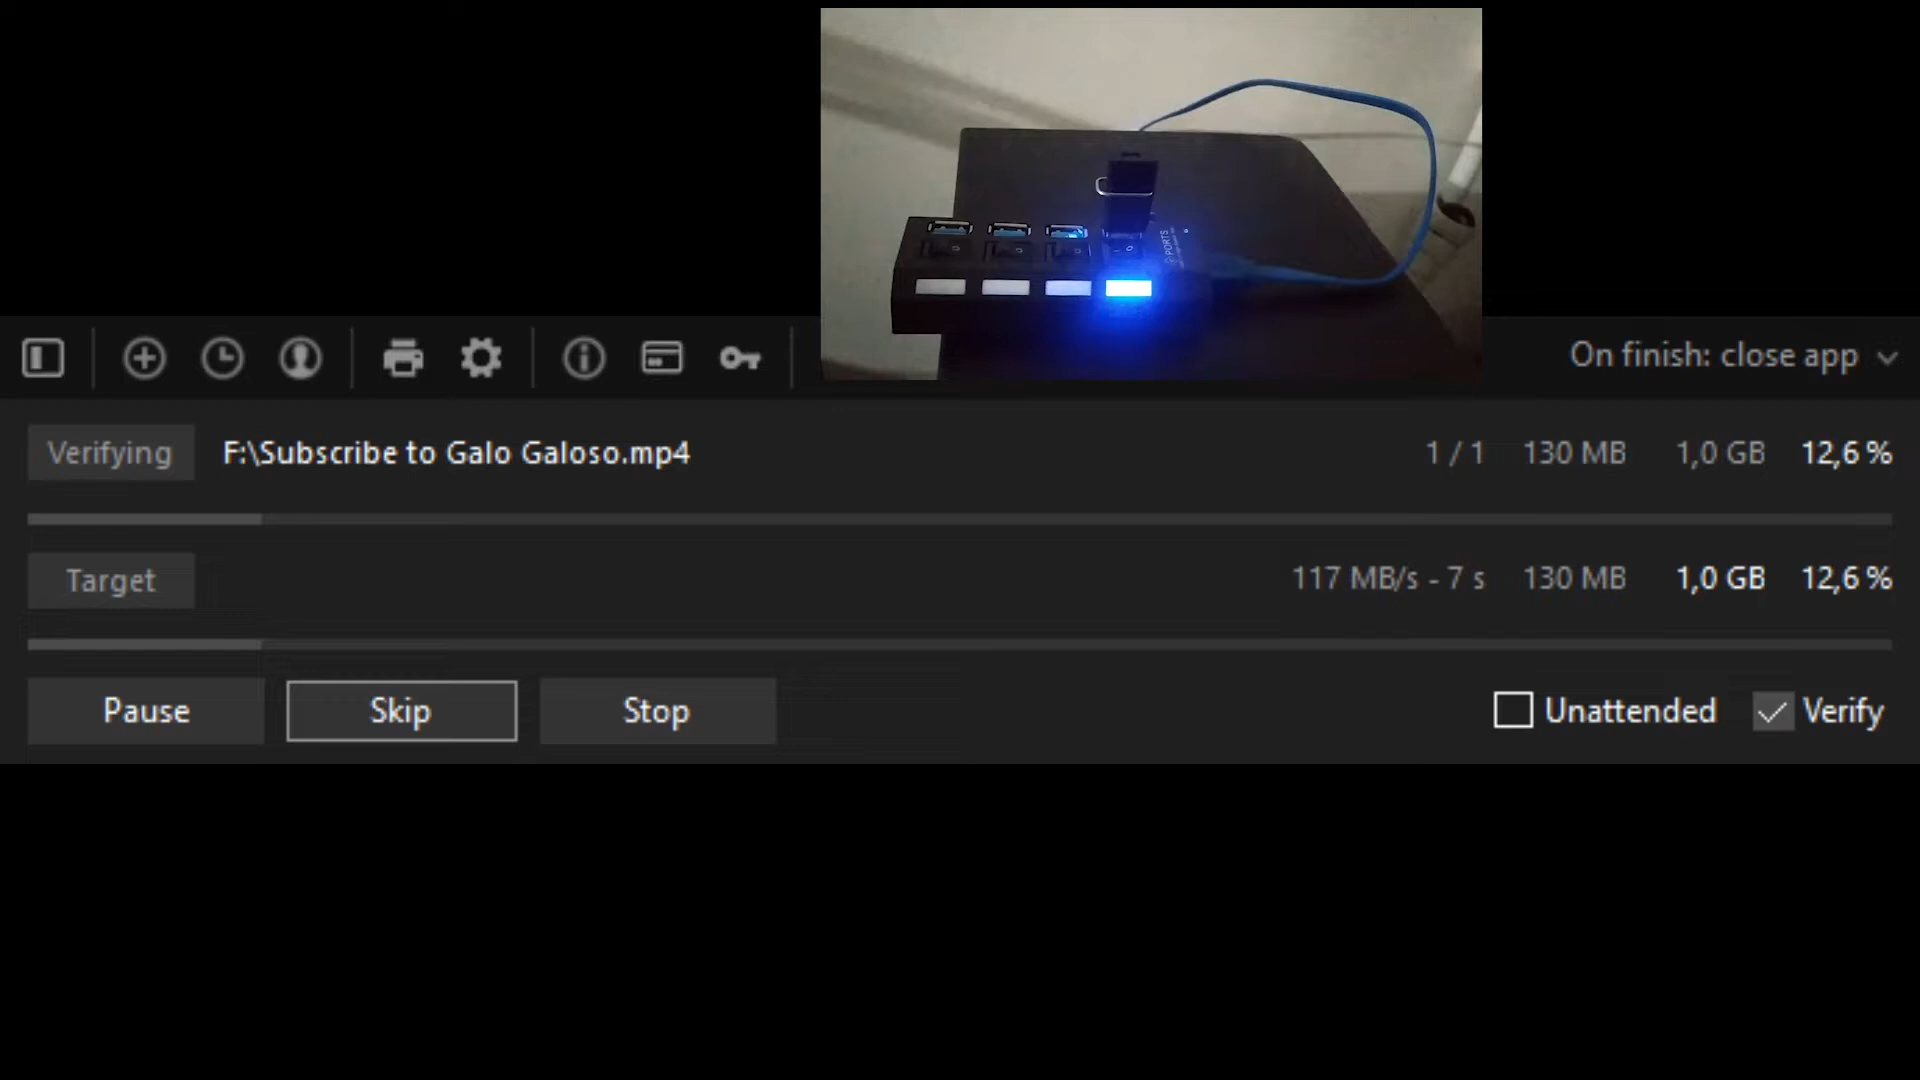 PORTS
On finish: close app
Verifying F:\Subscribe to Galo Galoso.mp4 1 / 1 130 MB 1,0 GB 12,6 %
Target 117 MB/s - 7 s 130 MB 1,0 GB 12,6 %
Pause Skip Stop Unattended Verify